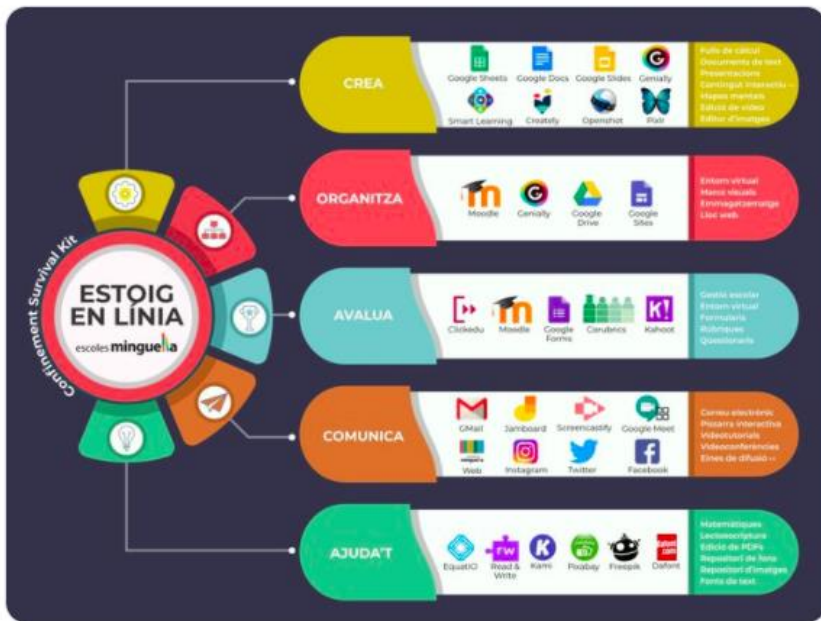 Confinement Survival Kit
ESTOIG
EN LÍNIA
escoles minguella
CREA
Google Sheets
Google Docs
Google Slides
Genially
Smart Learning
Creately
Openshot
Pixlr
Fulls de càlcul
Documents de text
Presentacions
Contingut interactiu
Mapes mentals
Edició de vídeo
Editor d'imatges
ORGANITZA
Moodle
Genially
Google
Drive
Google
Sites
Entorn virtual
Marcs visuals
Emmagatzematge
Lloc web
AVALUA
Clickedu
Moodle
Google
Forms
Corubrics
Kahoot
Gestió escolar
Entorn virtual
Formularis
Rúbriques
Qüestionaris
COMUNICA
GMail
Jamboard
Screencastify
Google Meet
Web
Instagram
Twitter
Facebook
Correu electrònic
Pissarra interactiva
Videotutorials
Videoconferències
Eines de difusió
AJUDA'T
EquatIO
Read &
Write
Kami
Pixabay
Freepik
Dafont
Matemàtiques
Lectoescriptura
Edició de PDFs
Repositori de fons
Repositori d'imatges
Fonts de text